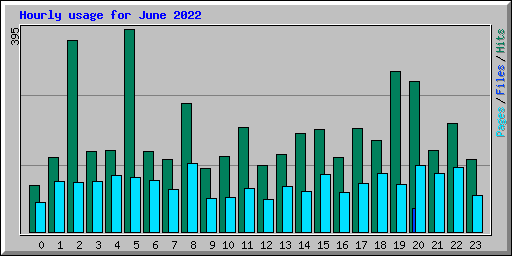 Hourly usage for June 2022
395
Pages / Files / Hits
0 1 2 3 4 5 6 7 8 9 10 11 12 13 14 15 16 17 18 19 20 21 22 23